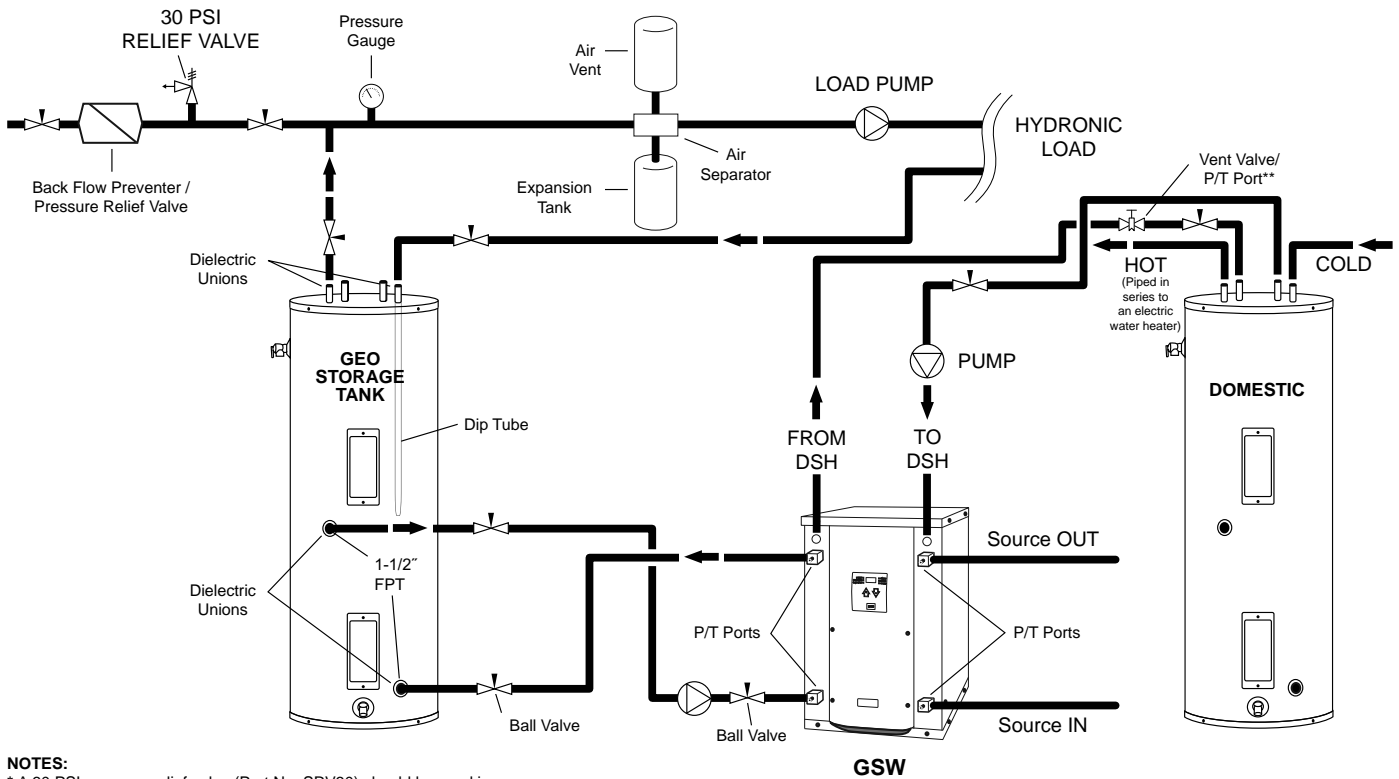 30 PSI
RELIEF VALVE
Pressure
Gauge
Air
Vent
LOAD PUMP
HYDRONIC
LOAD
Vent Valve/
P/T Port**
Back Flow Preventer /
Pressure Relief Valve
Air
Separator
Expansion
Tank
Dielectric
Unions
HOT
(Piped in
series to
an electric
water heater)
COLD
GEO
STORAGE
TANK
PUMP
DOMESTIC
Dip Tube
FROM
DSH
TO
DSH
Source OUT
1-1/2˝
FPT
Dielectric
Unions
P/T Ports
P/T Ports
Ball Valve
Ball Valve
Source IN
NOTES:
GSW